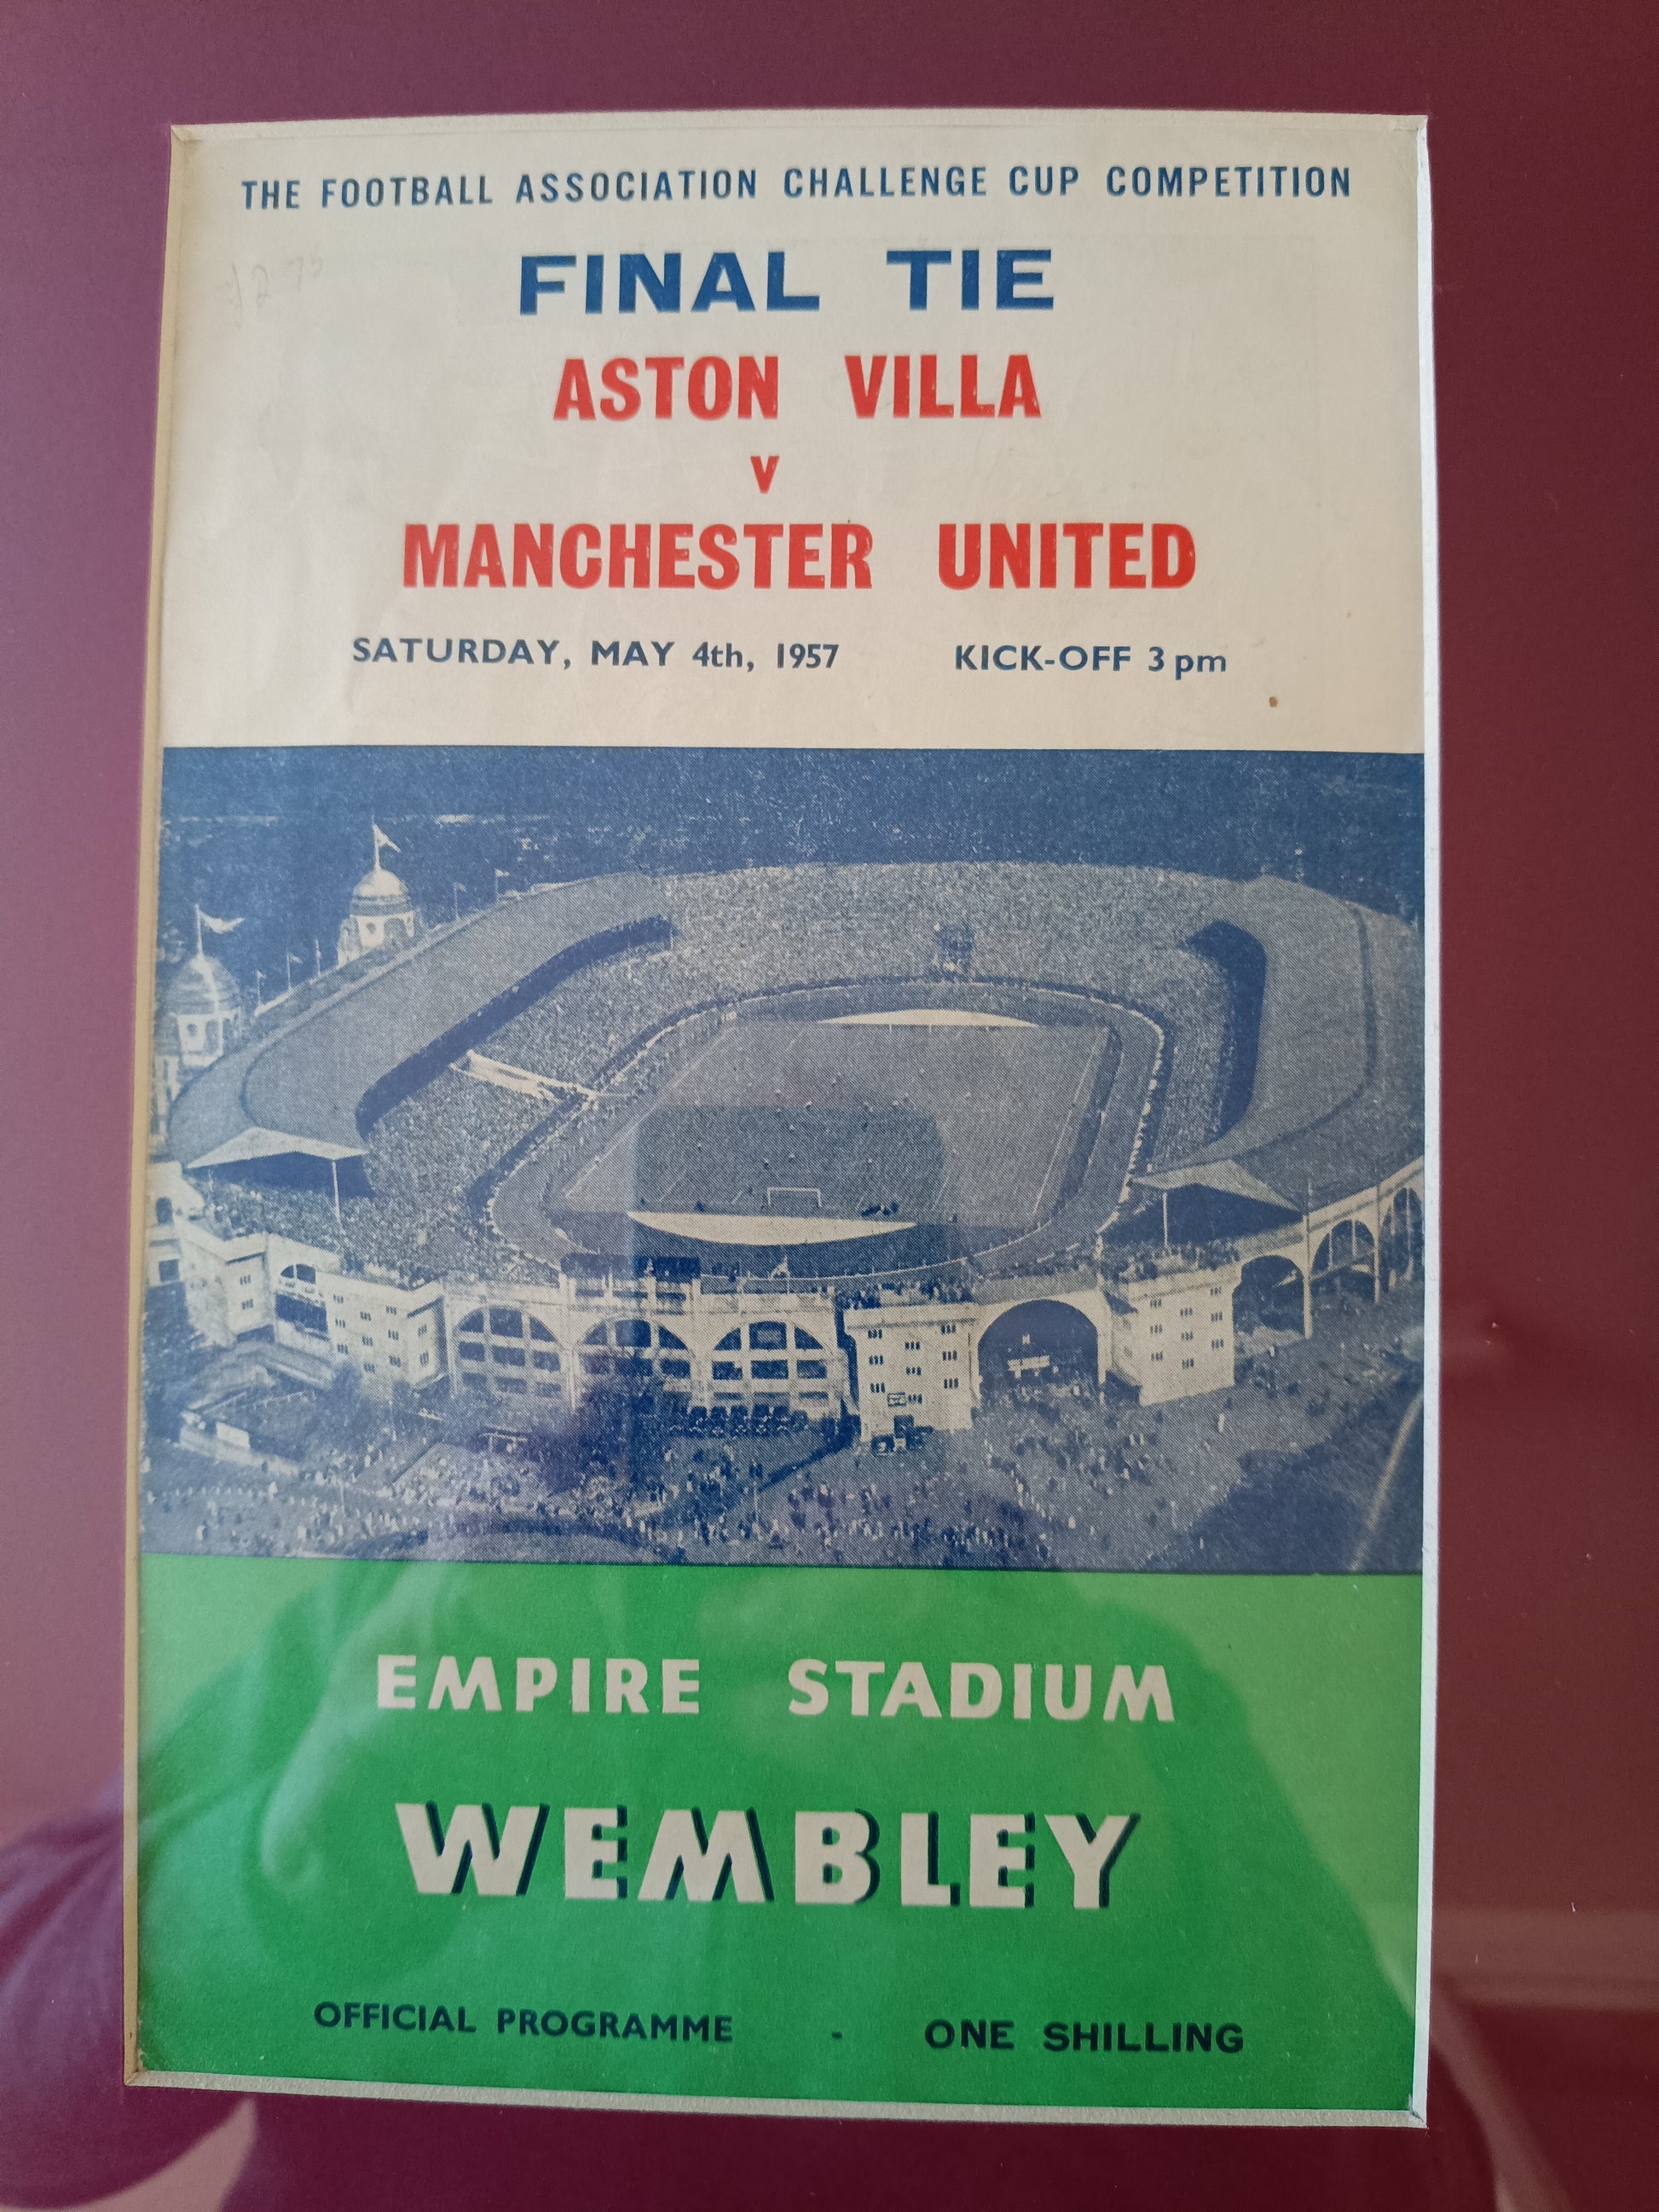 THE FOOTBALL ASSOCIATION CHALLENGE CUP COMPETITION
FINAL TIE
ASTON VILLA
v
MANCHESTER UNITED
SATURDAY, MAY 4th, 1957 KICK-OFF 3 pm
EMPIRE STADIUM
WEMBLEY
OFFICIAL PROGRAMME - ONE SHILLING